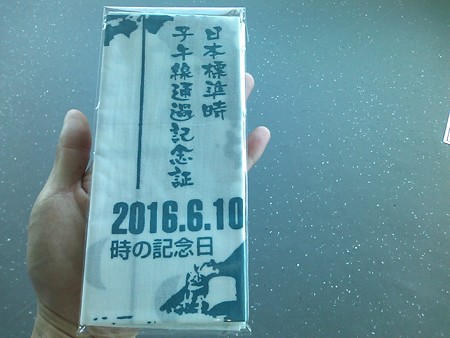 日本標準時
子午線通過記念証
2016.6.10
時の記念日